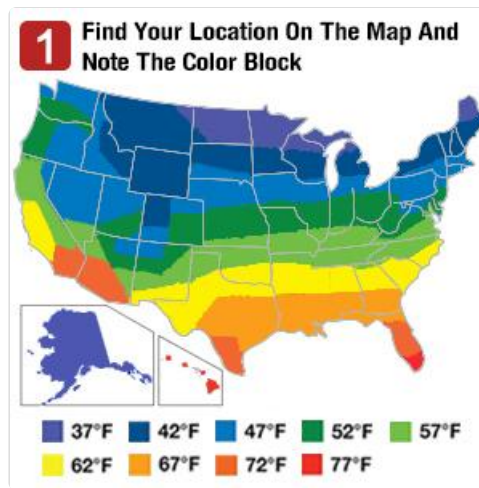 1 Find Your Location On The Map And
Note The Color Block
37°F 42°F 47°F 52°F 57°F
62°F 67°F 72°F 77°F